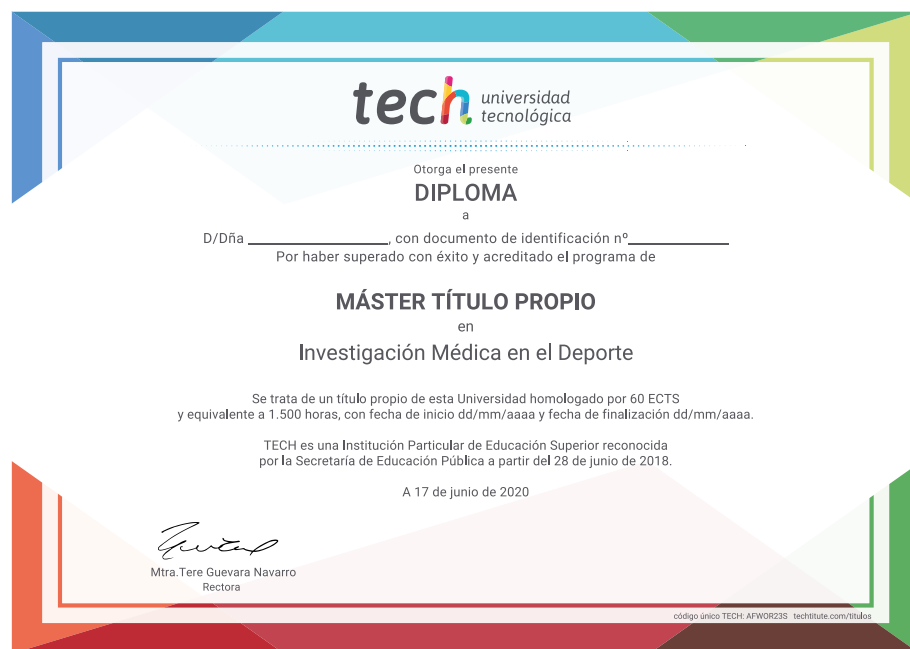 tech universidad
tecnológica
Otorga el presente
DIPLOMA
a
D/Dña ________________, con documento de identificación nº____________
Por haber superado con éxito y acreditado el programa de
MÁSTER TÍTULO PROPIO
en
Investigación Médica en el Deporte
Se trata de un título propio de esta Universidad homologado por 60 ECTS
y equivalente a 1.500 horas, con fecha de inicio dd/mm/aaaa y fecha de finalización dd/mm/aaaa.
TECH es una Institución Particular de Educación Superior reconocida
por la Secretaría de Educación Pública a partir del 28 de junio de 2018.
A 17 de junio de 2020
Mtra.Tere Guevara Navarro
Rectora
código único TECH: AFWOR23S techtitute.com/titulos